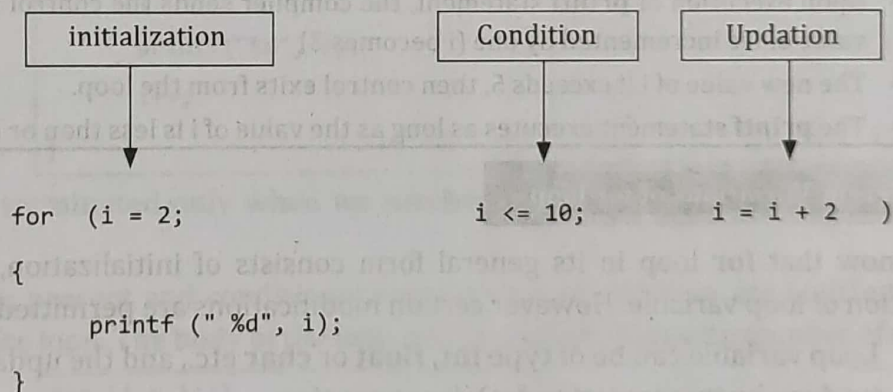 initialization Condition Updation
for (i = 2; i <= 10; i = i + 2 )
{
printf (" %d", i);
}